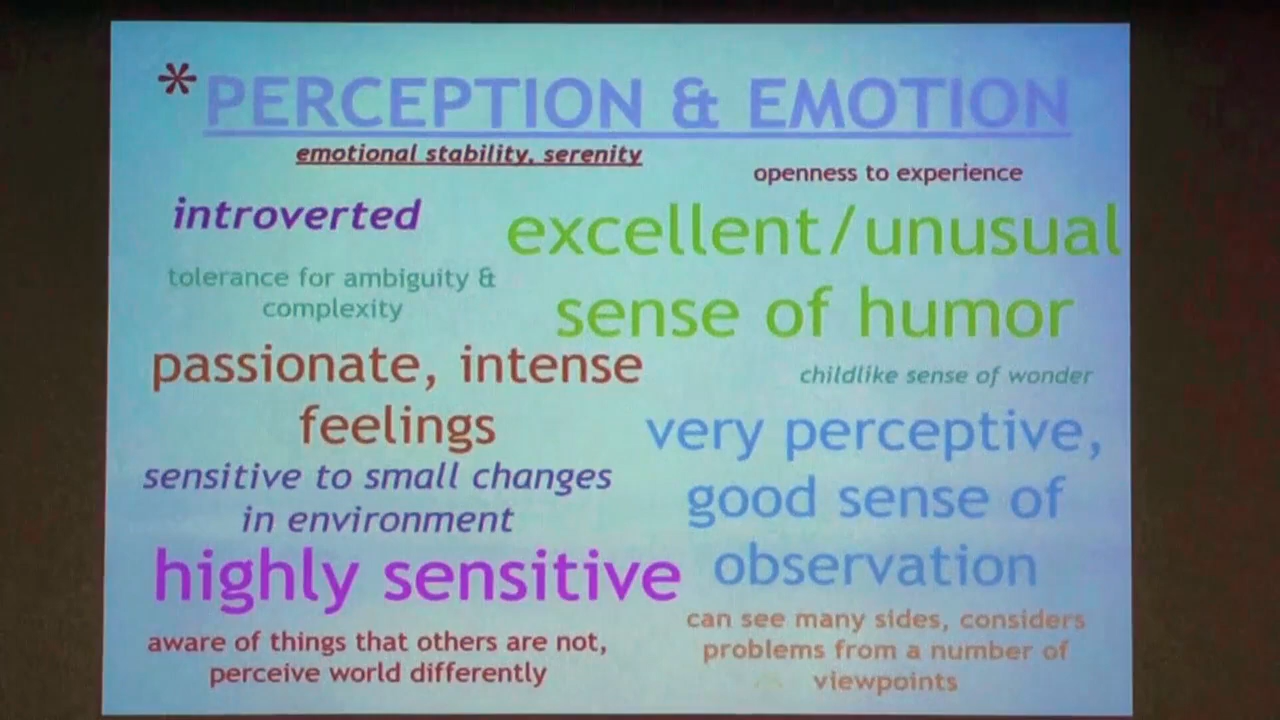 *PERCEPTION & EMOTION
emotional stability, serenity
openness to experience
introverted
excellent/unusual
sense of humor
tolerance for ambiguity &
complexity
passionate, intense
feelings
childlike sense of wonder
very perceptive,
good sense of
observation
sensitive to small changes
in environment
highly sensitive
can see many sides, considers
problems from a number of
viewpoints
aware of things that others are not,
perceive world differently